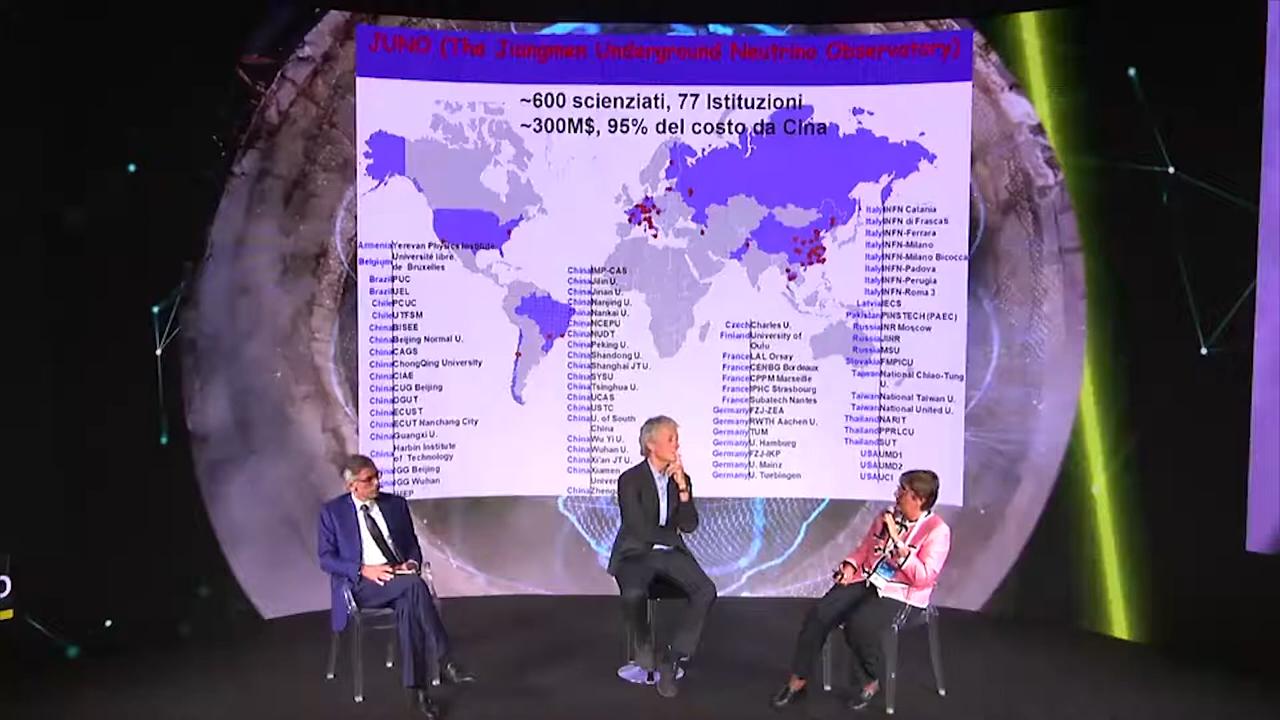 JUNO (The Jiangmen Underground Neutrino Observatory)
~600 scienziati, 77 Istituzioni
~300M$, 95% del costo da Cina
Armenia Yerevan Physics Institute
Belgium Université libre
de Bruxelles
Brazil PUC
Brazil UEL
Chile PCUC
Chile UTFSM
China BISEE
China Beijing Normal U.
China CAGS
China ChongQing University
China CIAE
China CUG Beijing
China DGUT
China ECUST
China ECUT Nanchang City
China Guangxi U.
China Harbin Institute
of Technology
IGG Beijing
IGG Wuhan
China IMP-CAS
China Jilin U.
China Jinan U.
China Nanjing U.
China Nankai U.
China NCEPU
China NUDT
China Peking U.
China Shandong U.
China Shanghai JTU.
China SYSU
China Tsinghua U.
China UCAS
China USTC
China U. of South
China
China Wu Yi U.
China Wuhan U.
China Xi'an JT U.
China Xiamen
China Zheng
Czech Charles U.
Finland University of
Oulu
France LAL Orsay
France CENBG Bordeaux
France CPPM Marseille
France IPHC Strasbourg
France Subatech Nantes
Germany FZJ-ZEA
Germany RWTH Aachen U.
Germany TUM
Germany U. Hamburg
Germany FZJ-IKP
Germany U. Mainz
Germany U. Tuebingen
Italy INFN Catania
Italy INFN di Frascati
Italy INFN-Ferrara
Italy INFN-Milano
Italy INFN-Milano Bicocca
Italy INFN-Padova
Italy INFN-Perugia
Italy INFN-Roma 3
Latvia IECS
Pakistan PINSTECH (PAEC)
Russia INR Moscow
Russia JINR
Russia MSU
Slovakia FMPICU
Taiwan National Chiao-Tung
U.
Taiwan National Taiwan U.
Taiwan National United U.
Thailand NARIT
Thailand PPRLCU
Thailand SUT
USA UMD1
USA UMD2
USA UCI